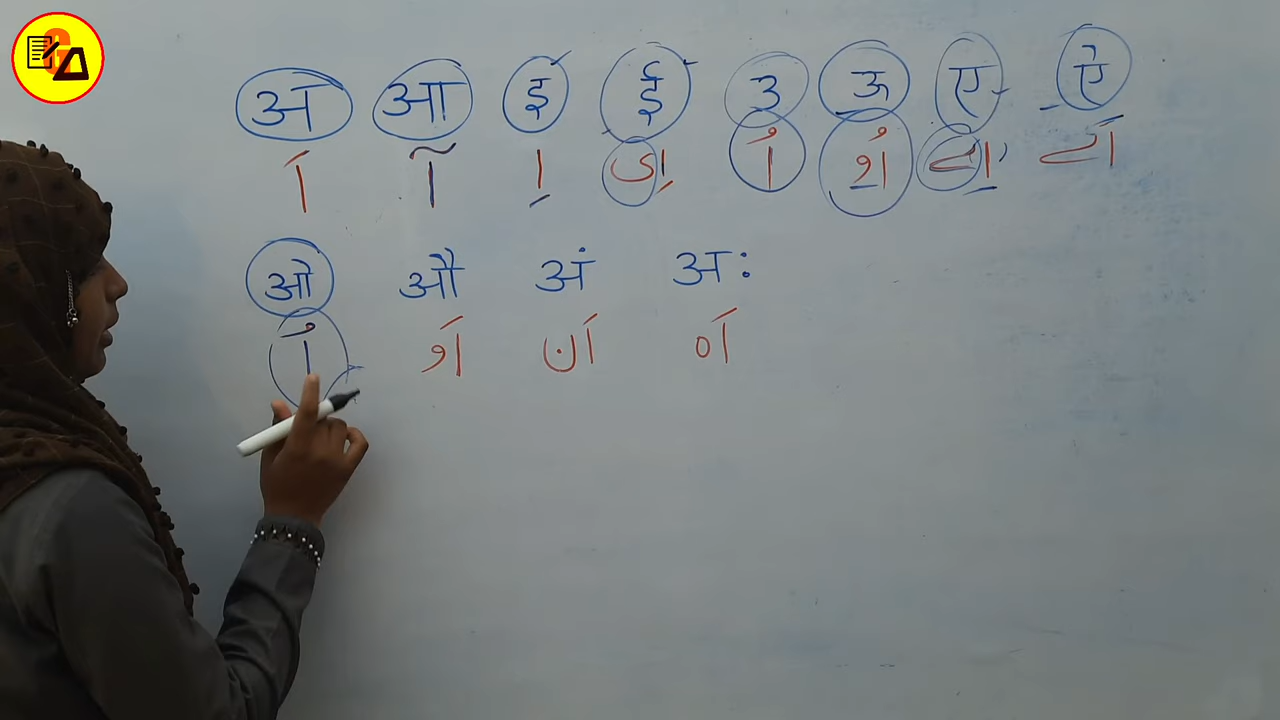 अ आ इ ई उ ऊ ए ऐ
اَ آ اِ اِی اُ اُو اے اَے
ओ औ अं अः
اُ اَو اَن اَہ